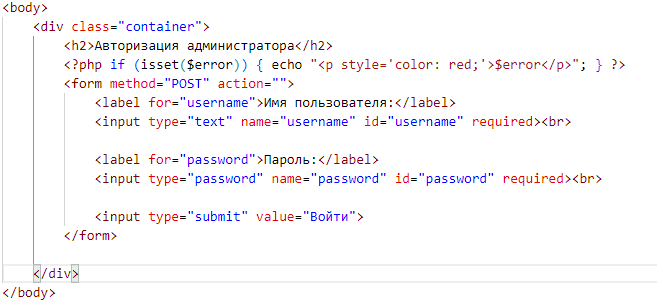 <body>
<div class="container">
<h2>Авторизация администратора</h2>
<?php if (isset($error)) { echo "<p style='color: red;'>$error</p>"; } ?>
<form method="POST" action="">
<label for="username">Имя пользователя:</label>
<input type="text" name="username" id="username" required><br>
<label for="password">Пароль:</label>
<input type="password" name="password" id="password" required><br>
<input type="submit" value="Войти">
</form>
</div>
</body>